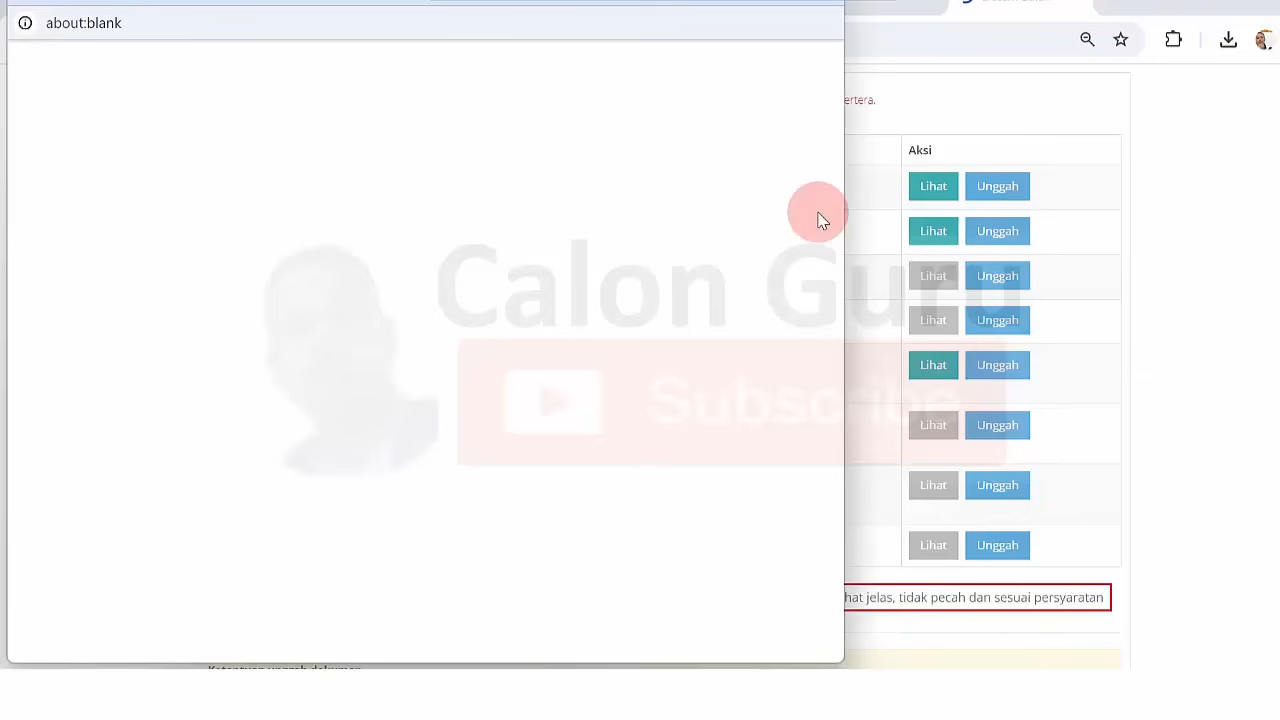 about:blank
ertera.
Aksi
Lihat Unggah
Lihat Unggah
Lihat Unggah
Lihat Unggah
Lihat Unggah
Lihat Unggah
Lihat Unggah
Lihat Unggah
Calon Guru
Subscribe
hat jelas, tidak pecah dan sesuai persyaratan